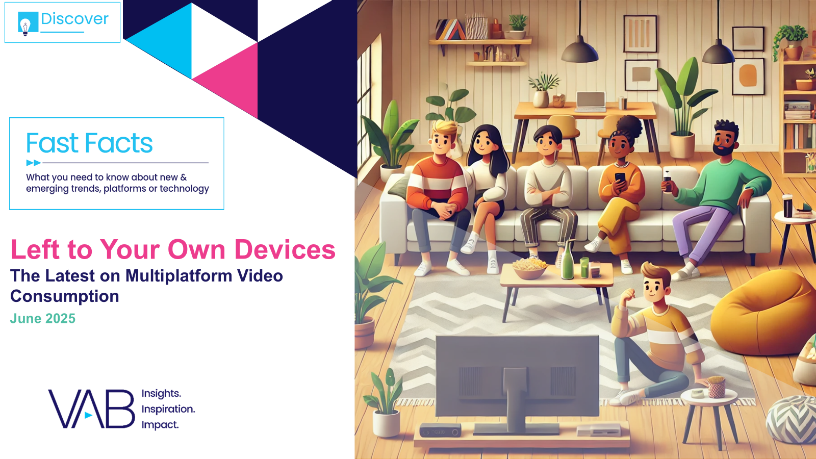 Discover
Fast Facts
What you need to know about new &
emerging trends, platforms or technology
Left to Your Own Devices
The Latest on Multiplatform Video
Consumption
June 2025
VAB
Insights.
Inspiration.
Impact.